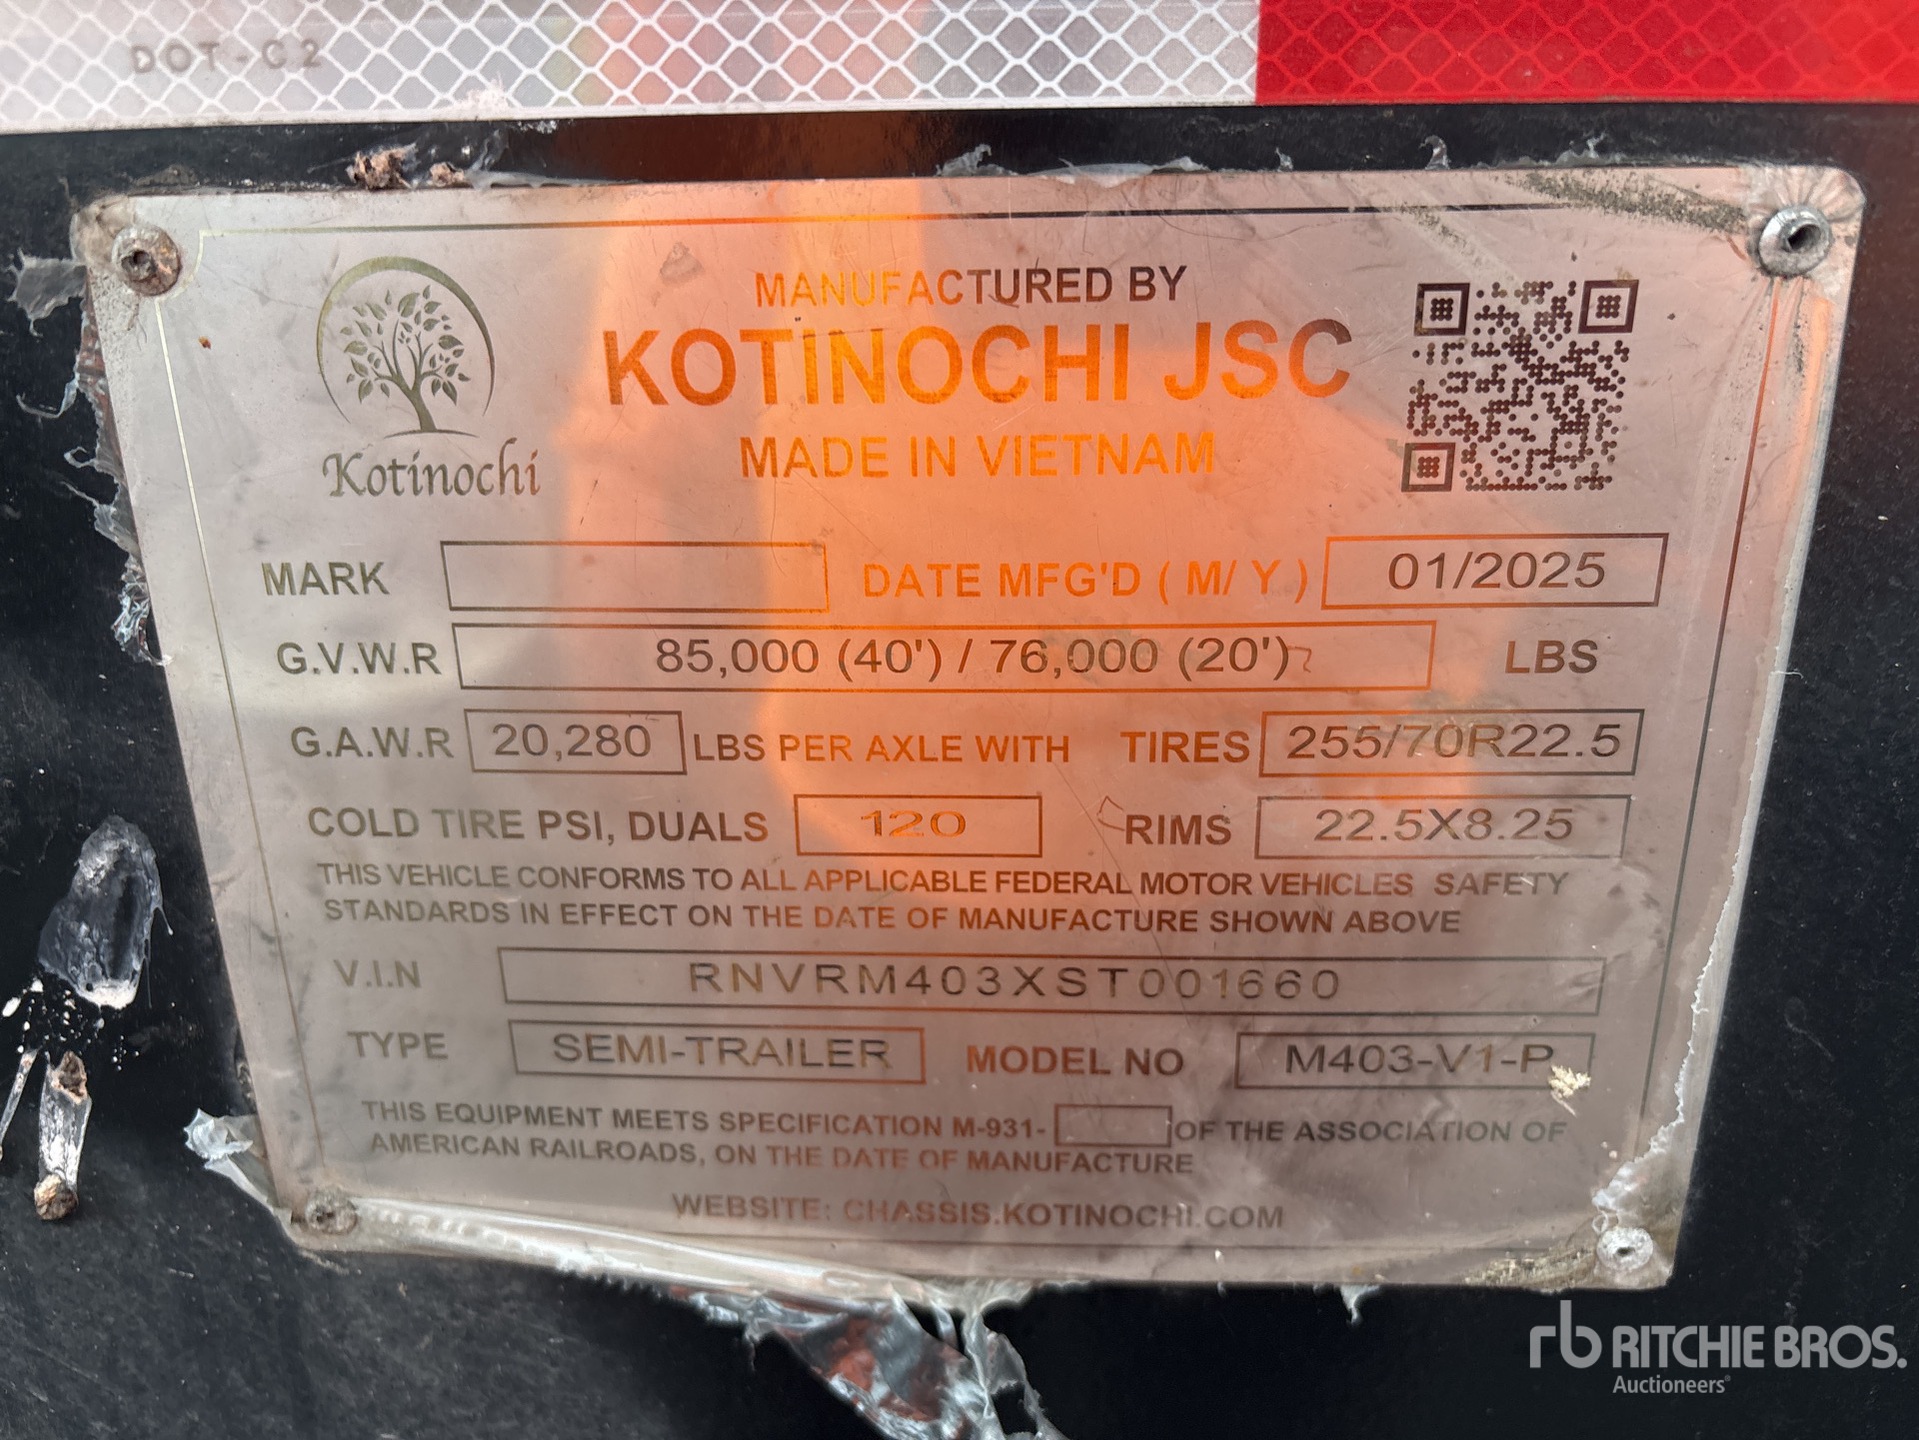 DOT-C2
MANUFACTURED BY
KOTINOCHI JSC
MADE IN VIETNAM
Kotinochi
MARK DATE MFG'D ( M/ Y ) 01/2025
G.V.W.R 85,000 (40') / 76,000 (20') LBS
G.A.W.R 20,280 LBS PER AXLE WITH TIRES 255/70R22.5
COLD TIRE PSI, DUALS 120 RIMS 22.5X8.25
THIS VEHICLE CONFORMS TO ALL APPLICABLE FEDERAL MOTOR VEHICLES SAFETY
STANDARDS IN EFFECT ON THE DATE OF MANUFACTURE SHOWN ABOVE
V.I.N RNVRM403XST001660
TYPE SEMI-TRAILER MODEL NO M403-V1-P
THIS EQUIPMENT MEETS SPECIFICATION M-931- OF THE ASSOCIATION OF
AMERICAN RAILROADS, ON THE DATE OF MANUFACTURE
WEBSITE: CHASSIS.KOTINOCHI.COM
rb RITCHIE BROS.
Auctioneers®